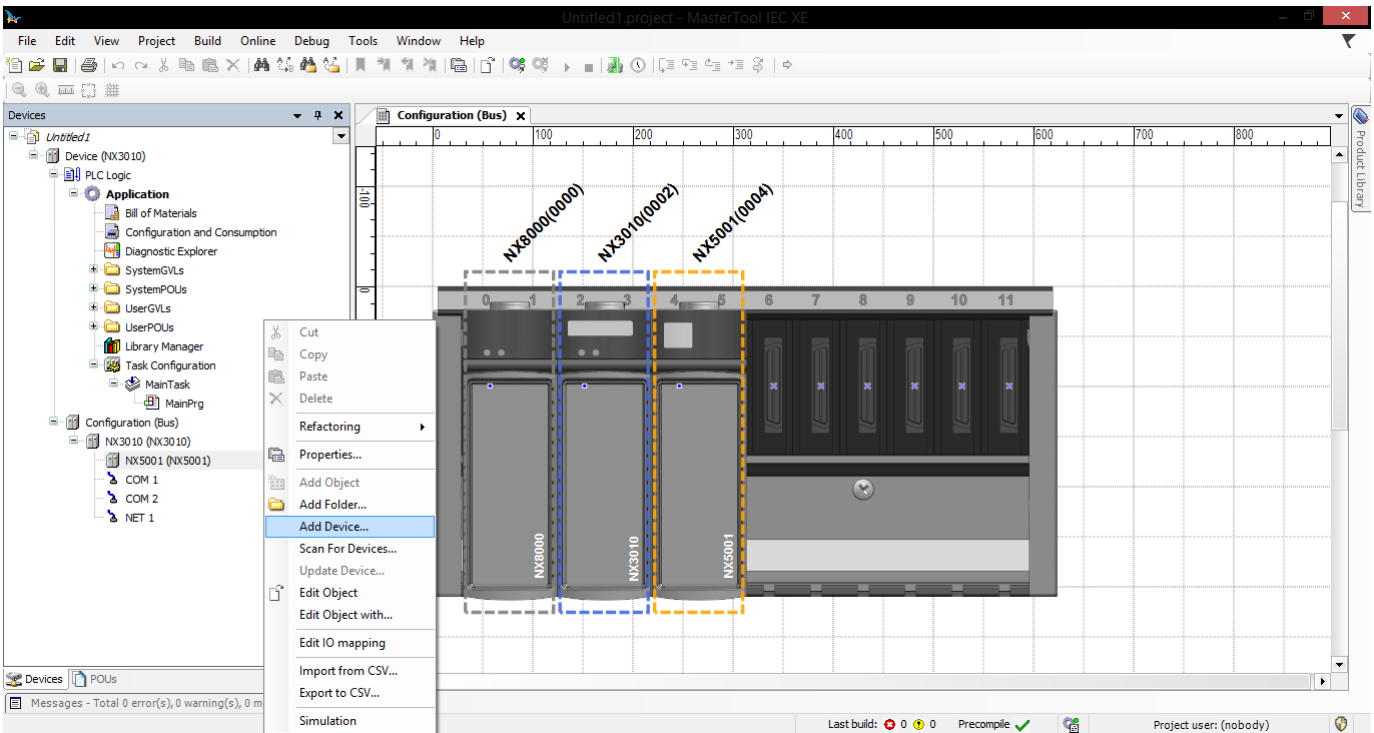 Untitled1.project - MasterTool IEC XE
File Edit View Project Build Online Debug Tools Window Help
Devices
Untitled1
Device (NX3010)
PLC Logic
Application
Bill of Materials
Configuration and Consumption
Diagnostic Explorer
SystemGVLs
SystemPOUs
UserGVLs
UserPOUs
Library Manager
Task Configuration
MainTask
MainPrg
Configuration (Bus)
NX3010 (NX3010)
NX5001 (NX5001)
COM 1
COM 2
NET 1
Devices POUs
Cut
Copy
Paste
Delete
Refactoring
Properties...
Add Object
Add Folder...
Add Device...
Scan For Devices...
Update Device...
Edit Object
Edit Object with...
Edit IO mapping
Import from CSV...
Export to CSV...
Simulation
Configuration (Bus)
0 100 200 300 400 500 600 700 800
-100
0
NX8000(0000)
NX3010(0002)
NX5001(0004)
0 1 2 3 4 5 6 7 8 9 10 11
NX8000
NX3010
NX5001
Product Library
Messages - Total 0 error(s), 0 warning(s), 0 m
Last build: 0 0 Precompile Project user: (nobody)